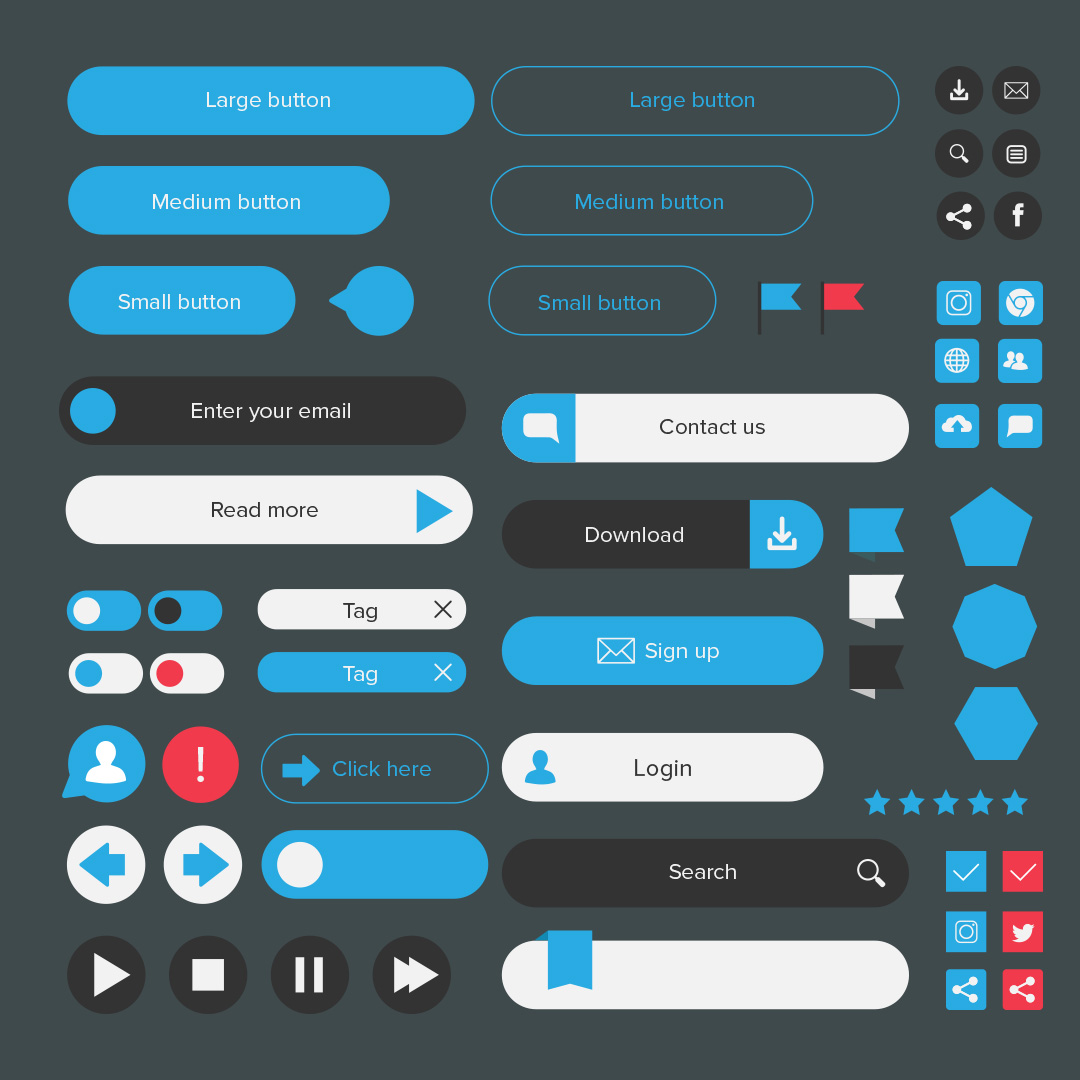 Large button
Large button
Medium button
Medium button
Small button
Small button
Enter your email
Contact us
Read more
Download
Tag
Sign up
Tag
Click here
Login
Search